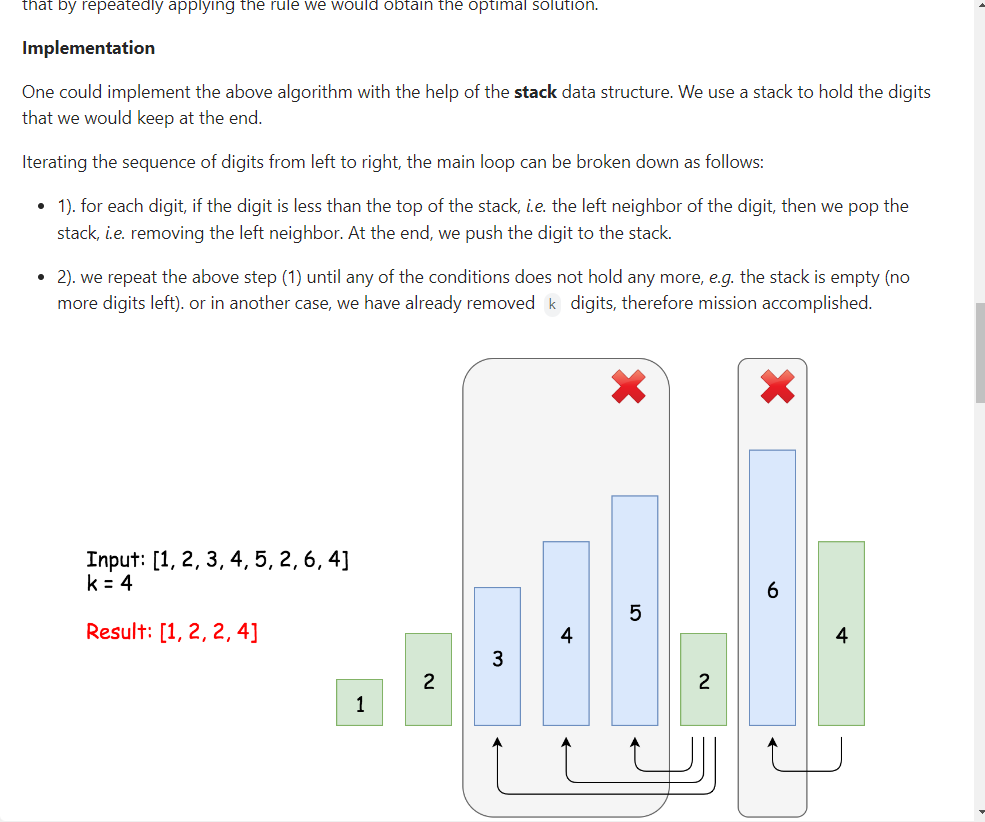 that by repeatedly applying the rule we would obtain the optimal solution.
Implementation
One could implement the above algorithm with the help of the stack data structure. We use a stack to hold the digits
that we would keep at the end.
Iterating the sequence of digits from left to right, the main loop can be broken down as follows:
• 1). for each digit, if the digit is less than the top of the stack, i.e. the left neighbor of the digit, then we pop the
stack, i.e. removing the left neighbor. At the end, we push the digit to the stack.
• 2). we repeat the above step (1) until any of the conditions does not hold any more, e.g. the stack is empty (no
more digits left). or in another case, we have already removed k digits, therefore mission accomplished.
Input: [1, 2, 3, 4, 5, 2, 6, 4]
k = 4
Result: [1, 2, 2, 4]
1
2
3
4
5
2
6
4